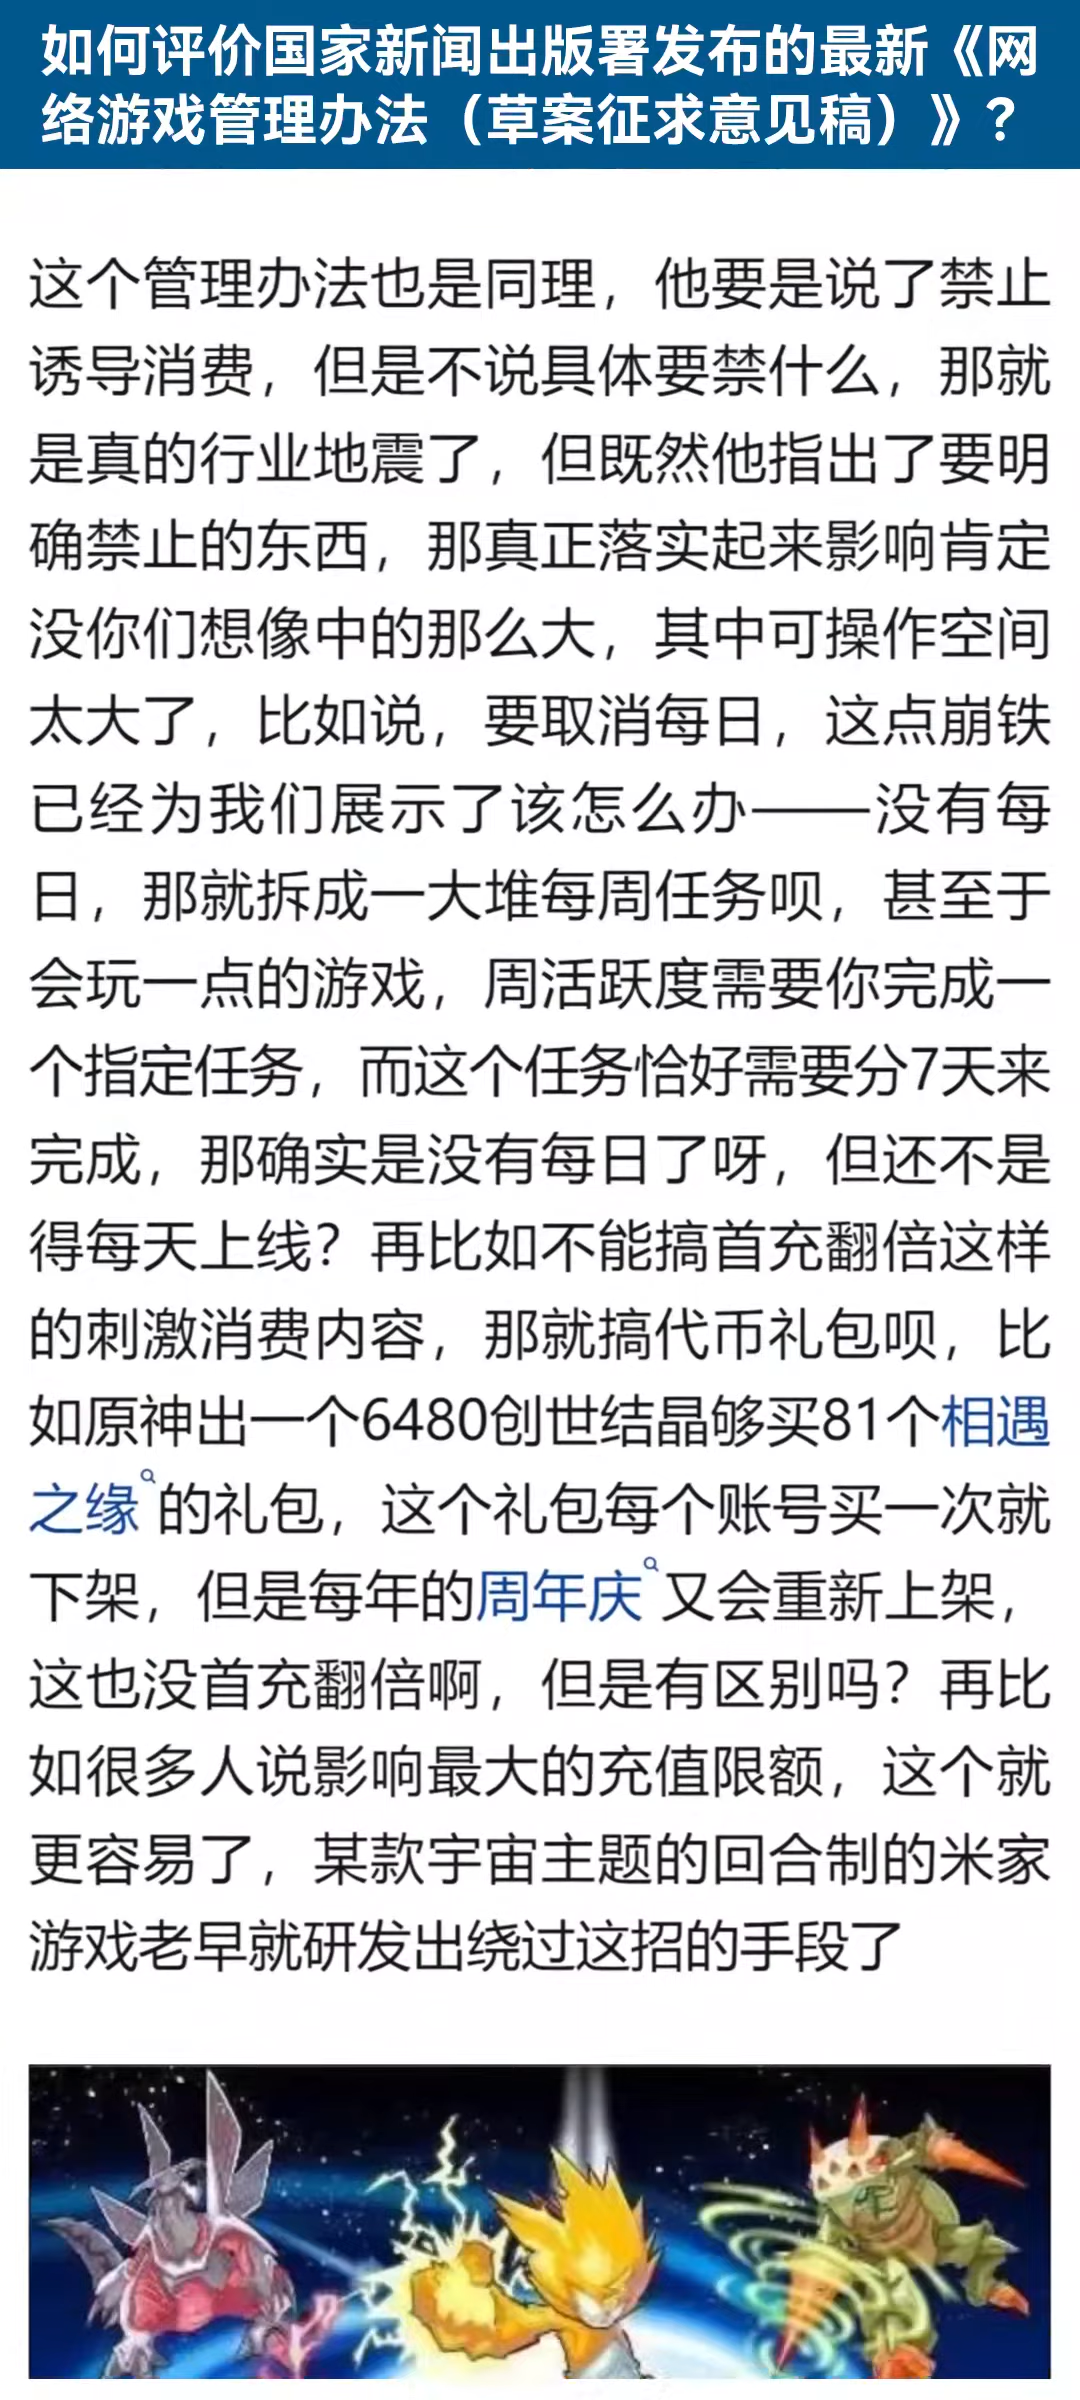 如何评价国家新闻出版署发布的最新《网
络游戏管理办法（草案征求意见稿）》？
这个管理办法也是同理，他要是说了禁止
诱导消费，但是不说具体要禁什么，那就
是真的行业地震了，但既然他指出了要明
确禁止的东西，那真正落实起来影响肯定
没你们想像中的那么大，其中可操作空间
太大了，比如说，要取消每日，这点崩铁
已经为我们展示了该怎么办——没有每
日，那就拆成一大堆每周任务呗，甚至于
会玩一点的游戏，周活跃度需要你完成一
个指定任务，而这个任务恰好需要分7天来
完成，那确实是没有每日了呀，但还不是
得每天上线？再比如不能搞首充翻倍这样
的刺激消费内容，那就搞代币礼包呗，比
如原神出一个6480创世结晶够买81个相遇
之缘的礼包，这个礼包每个账号买一次就
下架，但是每年的周年庆又会重新上架，
这也没首充翻倍啊，但是有区别吗？再比
如很多人说影响最大的充值限额，这个就
更容易了，某款宇宙主题的回合制的米家
游戏老早就研发出绕过这招的手段了